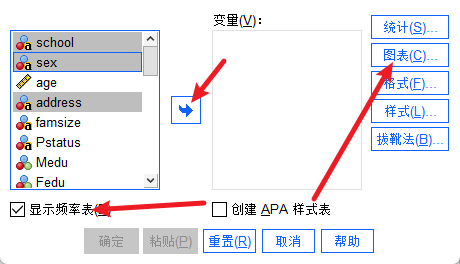 变量(V):
school
sex
age
address
famsize
Pstatus
Medu
Fedu
统计(S)...
图表(C)...
格式(F)...
样式(L)...
拔靴法(B)...
显示频率表
创建 APA 样式表
确定
粘贴(P)
重置(R)
取消
帮助